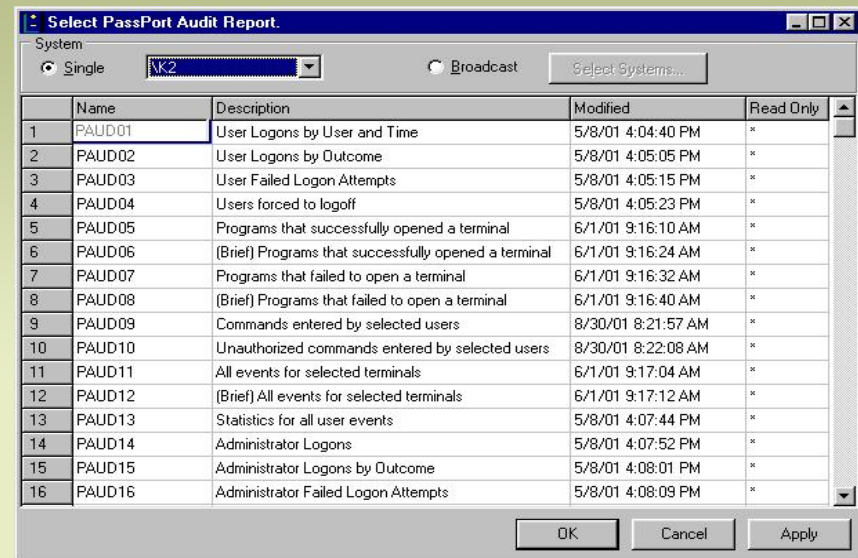 Select PassPort Audit Report.
System
Single \K2 Broadcast Select Systems...
Name Description Modified Read Only
1 PAUD01 User Logons by User and Time 5/8/01 4:04:40 PM *
2 PAUD02 User Logons by Outcome 5/8/01 4:05:05 PM *
3 PAUD03 User Failed Logon Attempts 5/8/01 4:05:15 PM *
4 PAUD04 Users forced to logoff 5/8/01 4:05:23 PM *
5 PAUD05 Programs that successfully opened a terminal 6/1/01 9:16:10 AM *
6 PAUD06 (Brief) Programs that successfully opened a terminal 6/1/01 9:16:24 AM *
7 PAUD07 Programs that failed to open a terminal 6/1/01 9:16:32 AM *
8 PAUD08 (Brief) Programs that failed to open a terminal 6/1/01 9:16:40 AM *
9 PAUD09 Commands entered by selected users 8/30/01 8:21:57 AM *
10 PAUD10 Unauthorized commands entered by selected users 8/30/01 8:22:08 AM *
11 PAUD11 All events for selected terminals 6/1/01 9:17:04 AM *
12 PAUD12 (Brief) All events for selected terminals 6/1/01 9:17:12 AM *
13 PAUD13 Statistics for all user events 5/8/01 4:07:44 PM *
14 PAUD14 Administrator Logons 5/8/01 4:07:52 PM *
15 PAUD15 Administrator Logons by Outcome 5/8/01 4:08:01 PM *
16 PAUD16 Administrator Failed Logon Attempts 5/8/01 4:08:09 PM *
OK Cancel Apply